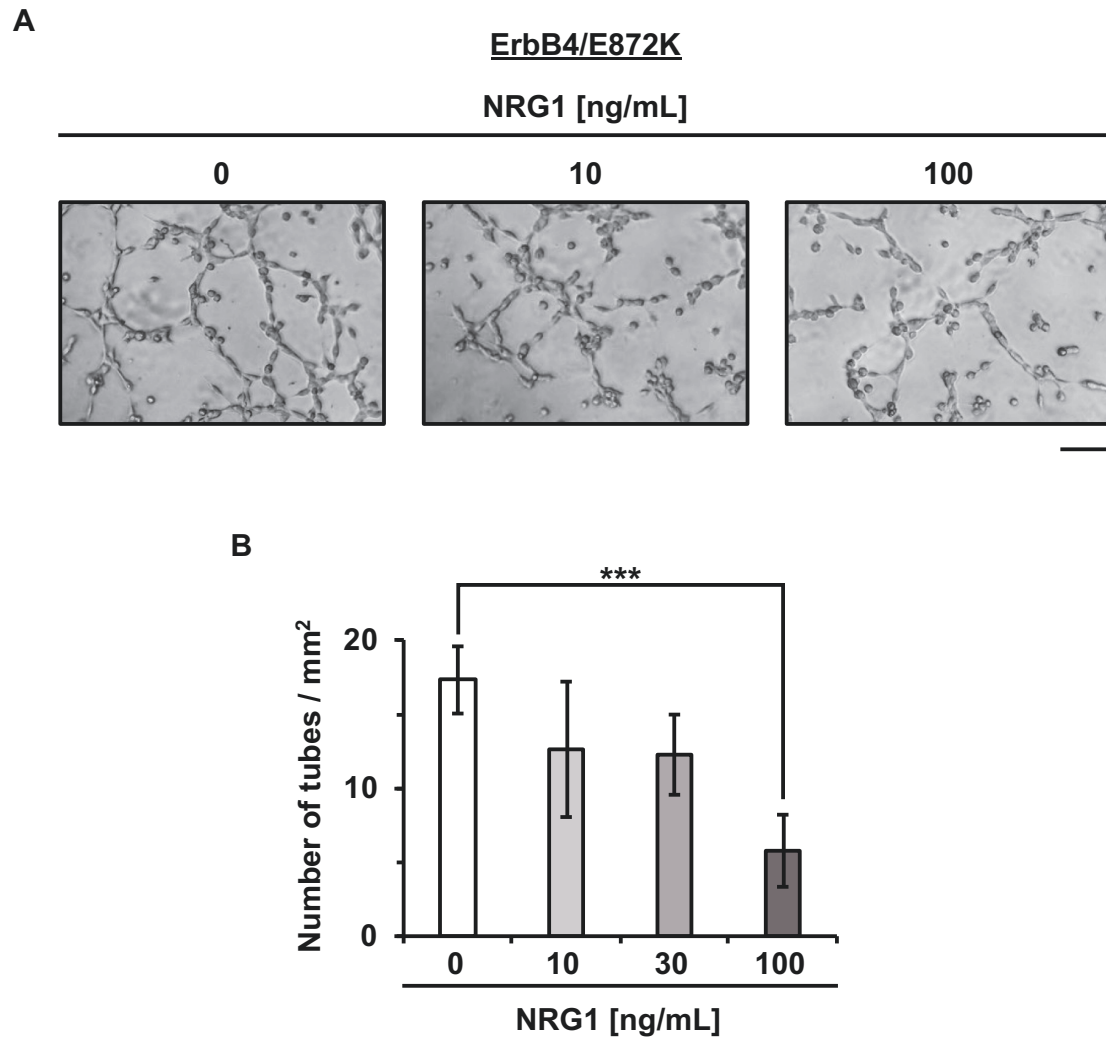 A
ErbB4/E872K
NRG1 [ng/mL]
0 10 100
B
***
Number of tubes / mm²
20
10
0
0 10 30 100
NRG1 [ng/mL]